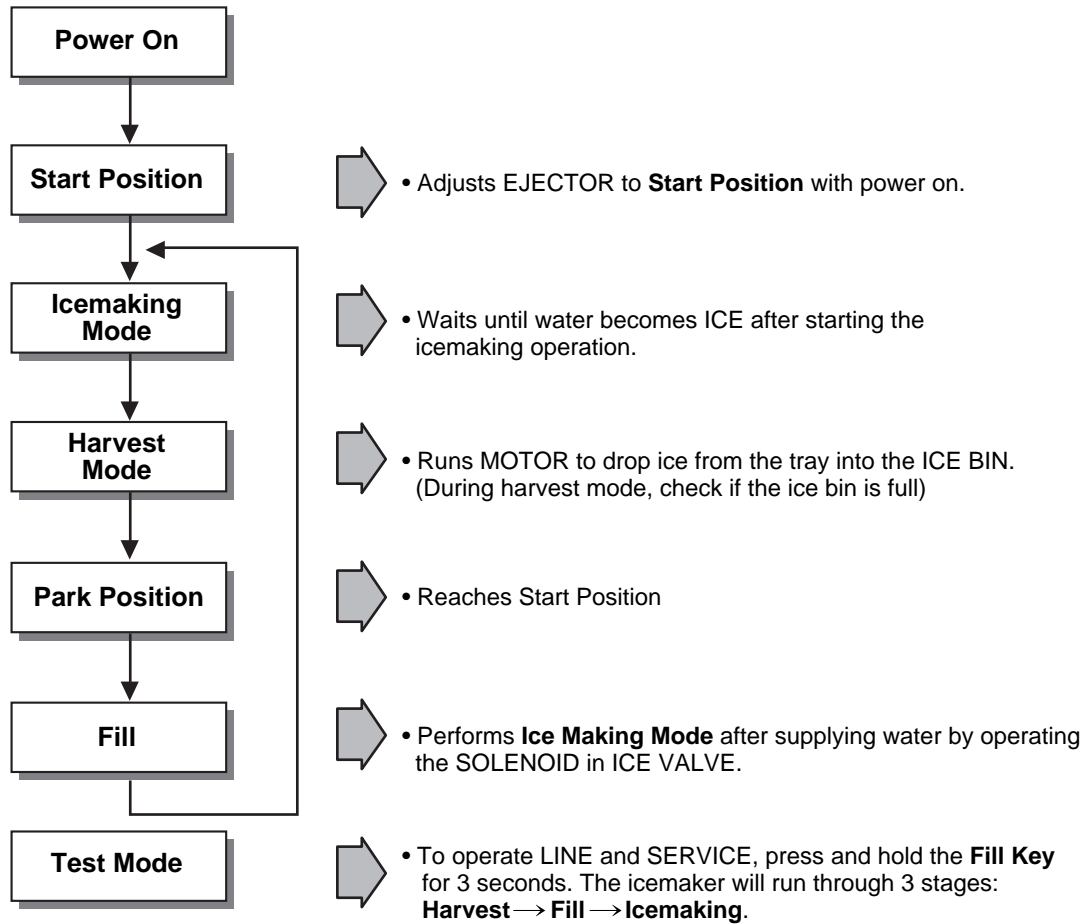 Power On
Start Position
• Adjusts EJECTOR to Start Position with power on.
Icemaking
Mode
• Waits until water becomes ICE after starting the
icemaking operation.
Harvest
Mode
• Runs MOTOR to drop ice from the tray into the ICE BIN.
(During harvest mode, check if the ice bin is full)
Park Position
• Reaches Start Position
Fill
• Performs Ice Making Mode after supplying water by operating
the SOLENOID in ICE VALVE.
Test Mode
• To operate LINE and SERVICE, press and hold the Fill Key
for 3 seconds. The icemaker will run through 3 stages:
Harvest → Fill → Icemaking.